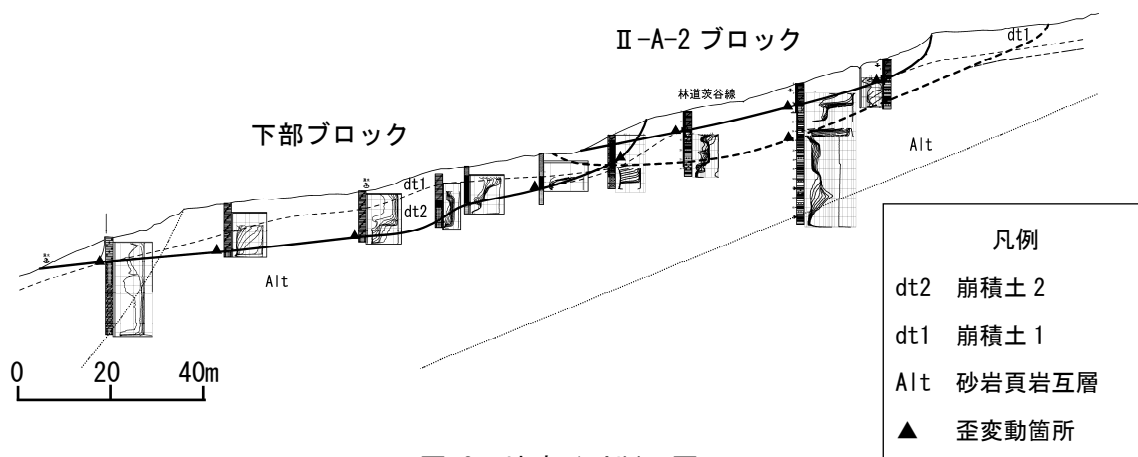 Ⅱ-A-2 ブロック
dt1
林道茨谷線
下部ブロック
Alt
dt1
dt2
Alt
0 20 40m
凡例
dt2 崩積土 2
dt1 崩積土 1
Alt 砂岩頁岩互層
▲ 歪変動箇所